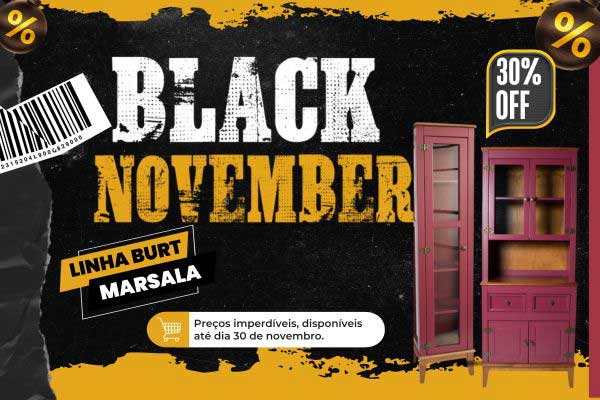 %
%
BLACK
NOVEMBER
30%
OFF
LINHA BURT
MARSALA
Preços imperdíveis, disponíveis
até dia 30 de novembro.